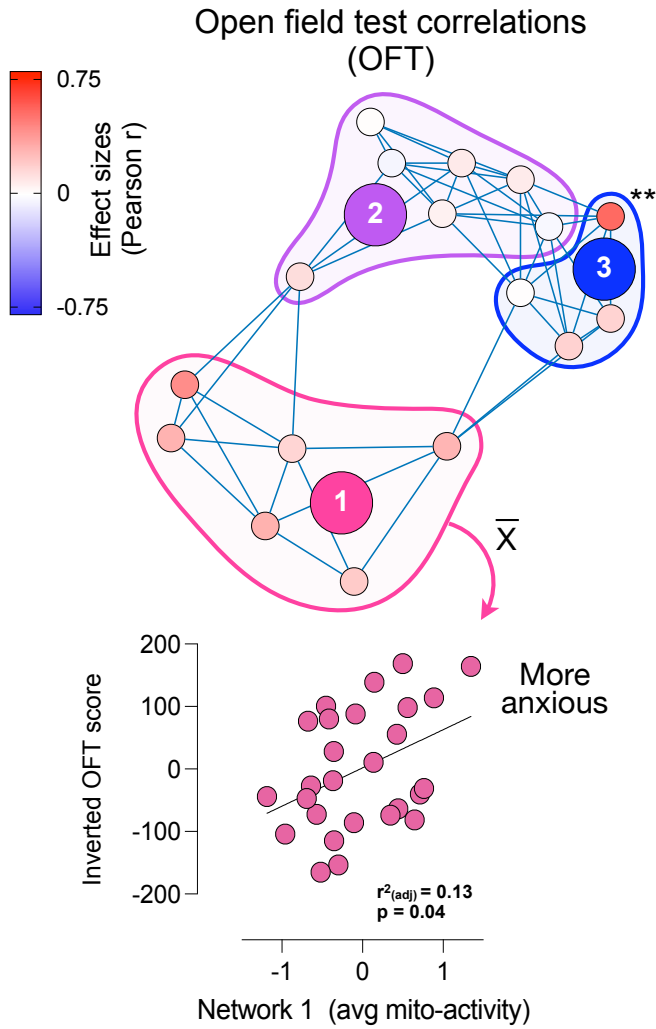 Open field test correlations
(OFT)
0.75
0
-0.75
Effect sizes
(Pearson r)
2
**
3
1
X̅
200
100
0
-100
-200
Inverted OFT score
More
anxious
r²(adj) = 0.13
p = 0.04
-1
0
1
Network 1 (avg mito-activity)